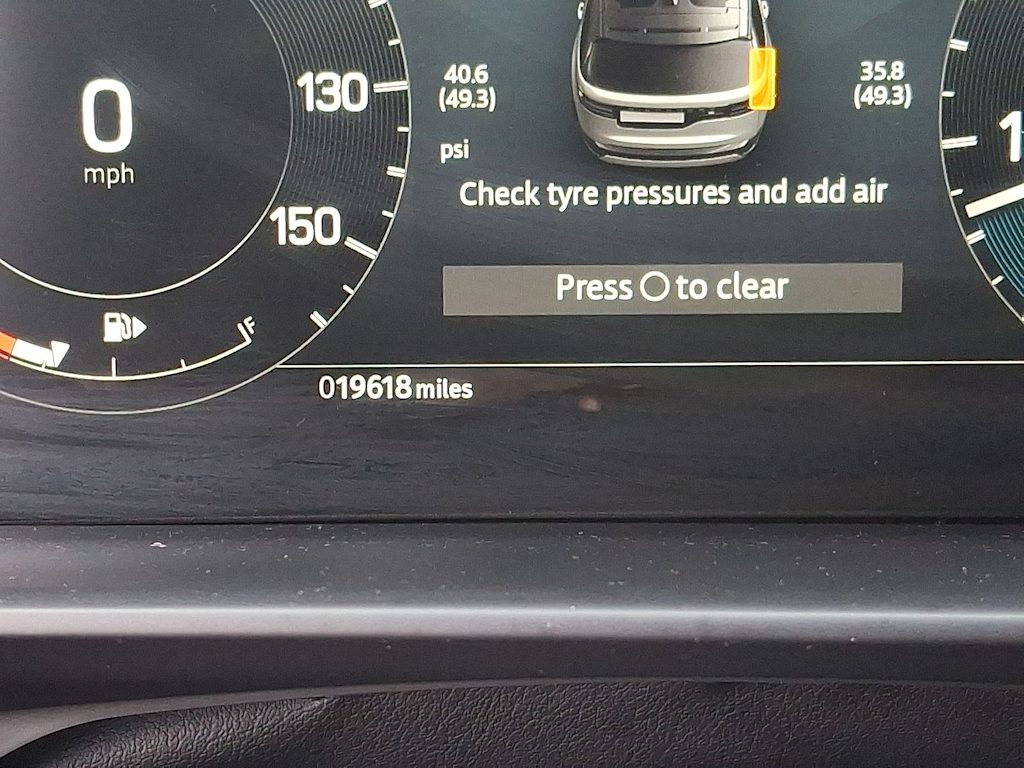 130
40.6
(49.3)
35.8
(49.3)
0
mph
psi
Check tyre pressures and add air
150
Press to clear
F
019618 miles